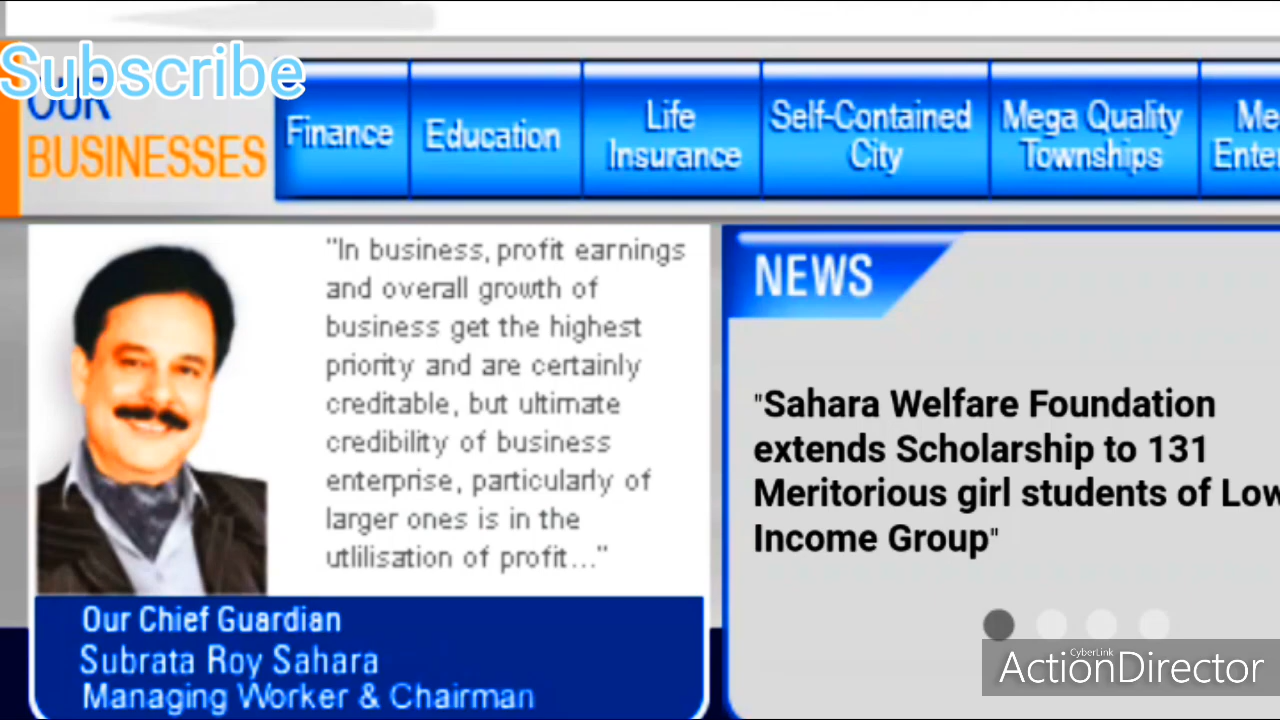 Subscribe
OUR
BUSINESSES
Finance
Education
Life
Insurance
Self-Contained
City
Mega Quality
Townships
Me
Enter
"In business, profit earnings
and overall growth of
business get the highest
priority and are certainly
creditable, but ultimate
credibility of business
enterprise, particularly of
larger ones is in the
utlilisation of profit..."
Our Chief Guardian
Subrata Roy Sahara
Managing Worker & Chairman
NEWS
"Sahara Welfare Foundation
extends Scholarship to 131
Meritorious girl students of Low
Income Group"
CyberLink
ActionDirector